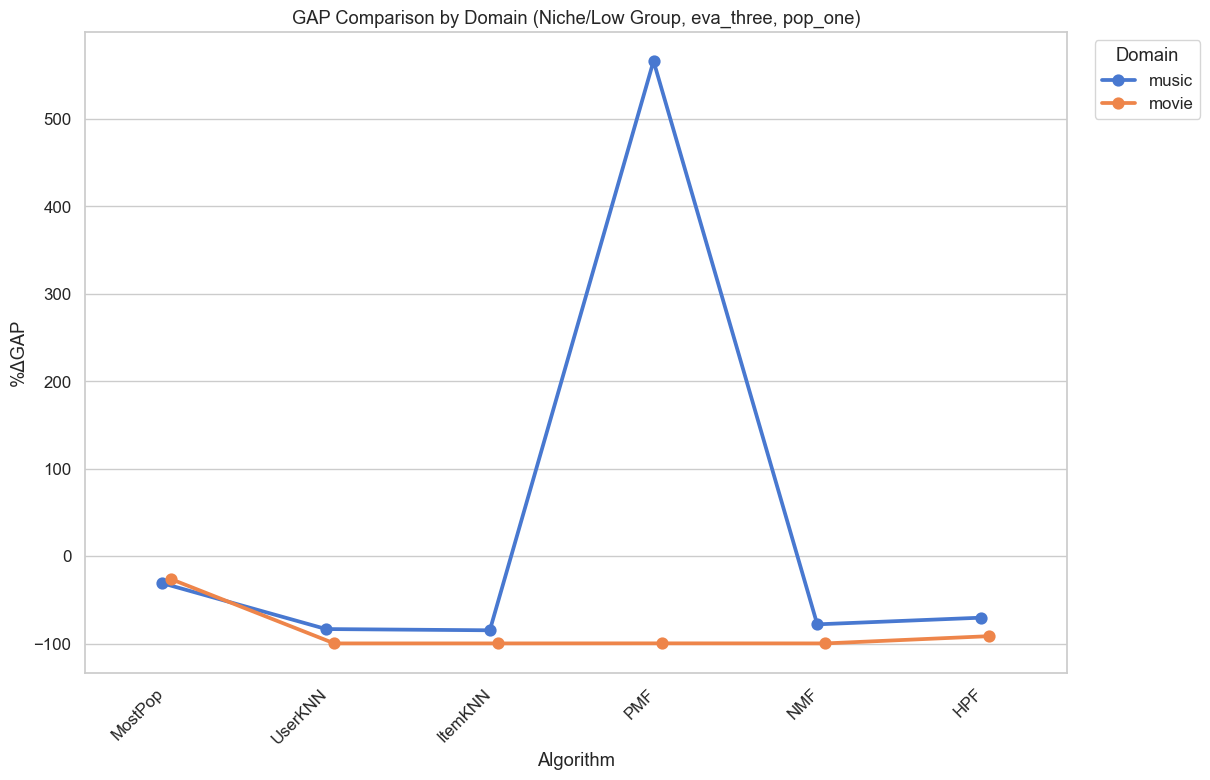 GAP Comparison by Domain (Niche/Low Group, eva_three, pop_one)
Domain
music
movie
%ΔGAP
500
400
300
200
100
0
−100
MostPop
UserKNN
ItemKNN
PMF
NMF
HPF
Algorithm